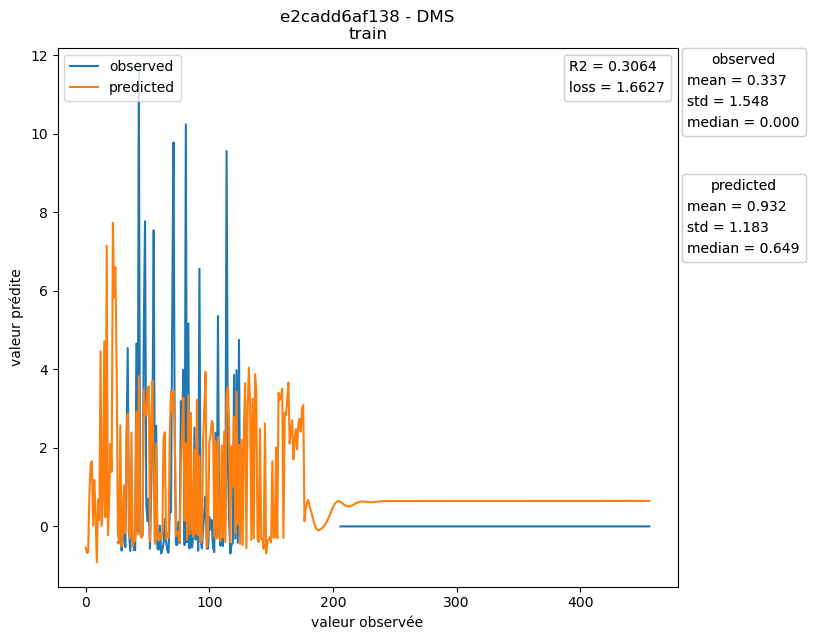 e2cadd6af138 - DMS
train
observed
predicted
R2 = 0.3064
loss = 1.6627
observed
mean = 0.337
std = 1.548
median = 0.000
predicted
mean = 0.932
std = 1.183
median = 0.649
12
10
8
6
4
2
0
valeur prédite
0 100 200 300 400
valeur observée